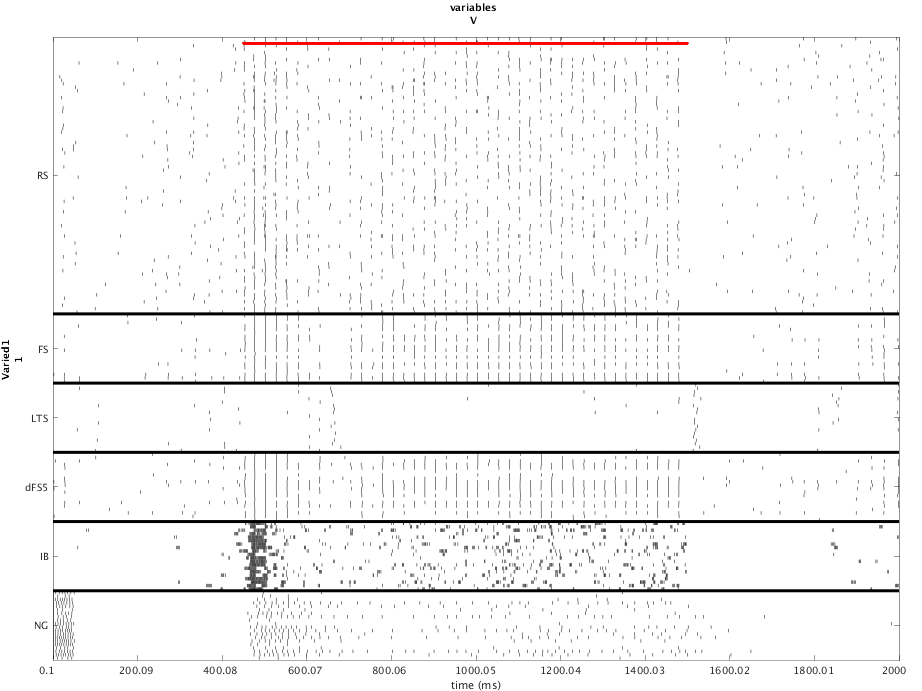 variables
V
RS
FS
LTS
dFS5
IB
NG
Varied1
1
0.1 200.09 400.08 600.07 800.06 1000.05 1200.04 1400.03 1600.02 1800.01 2000
time (ms)